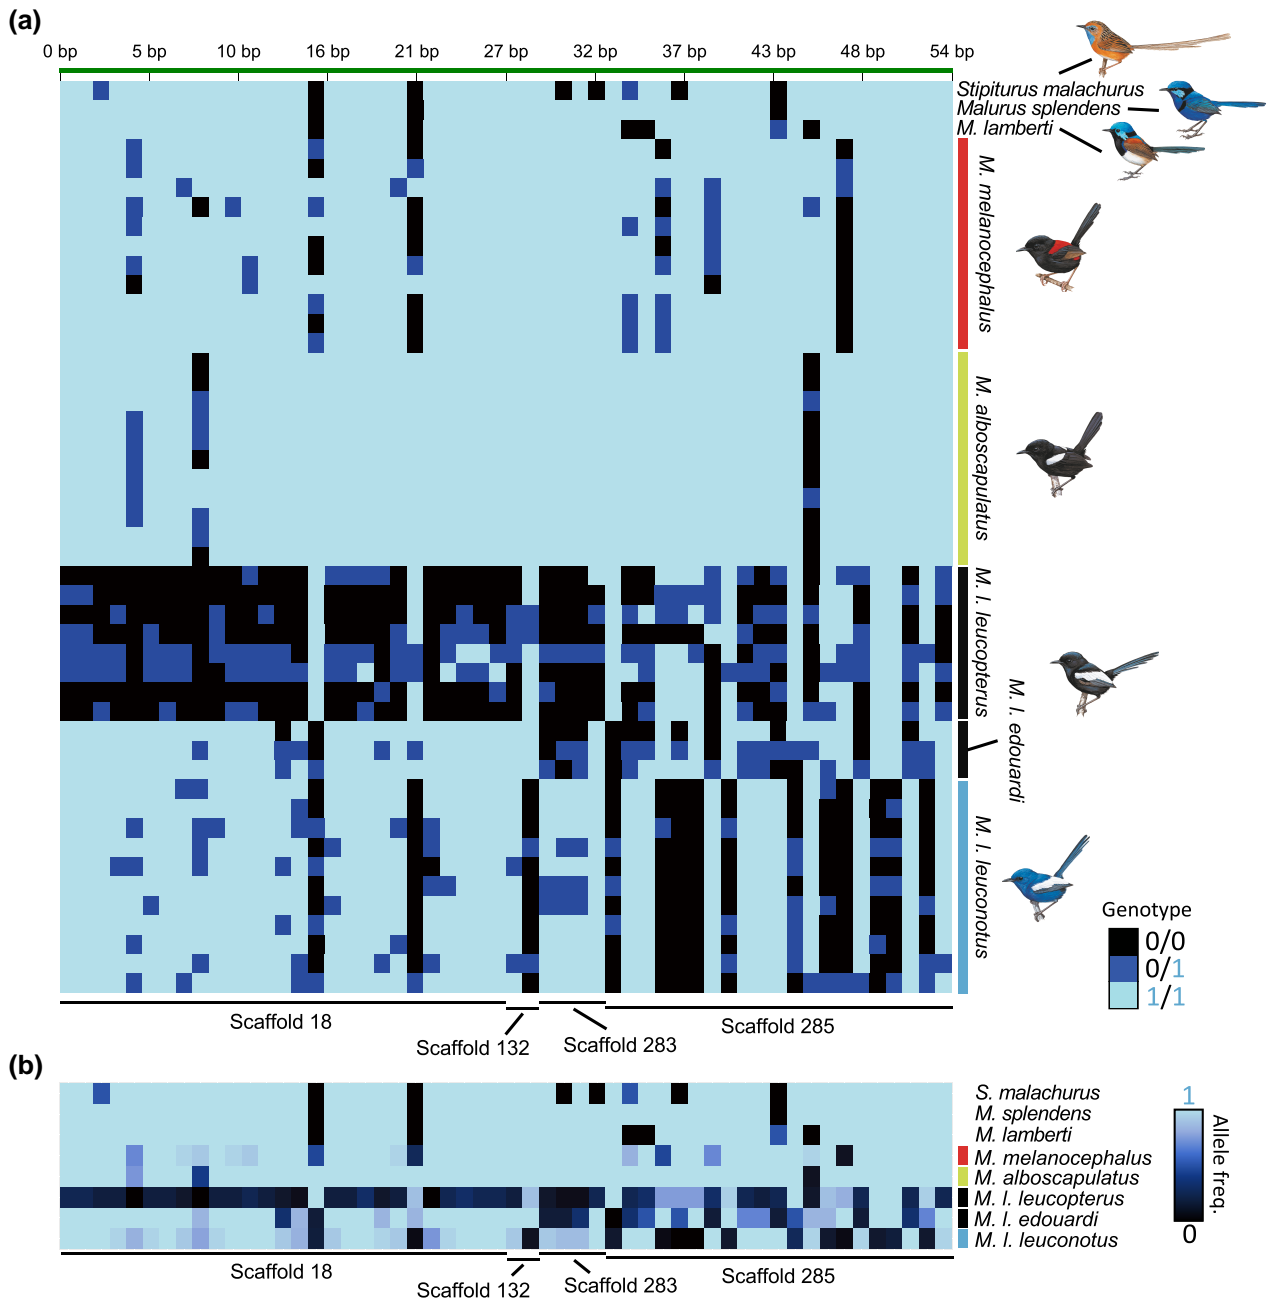 (a)
0 bp 5 bp 10 bp 16 bp 21 bp 27 bp 32 bp 37 bp 43 bp 48 bp 54 bp
Stipiturus malachurus
Malurus splendens
M. lamberti
M. melanocephalus
M. alboscapulatus
M. l. leucopterus
M. l. edouardi
M. l. leuconotus
Genotype
0/0
0/1
1/1
Scaffold 18
Scaffold 132
Scaffold 283
Scaffold 285
(b)
S. malachurus
M. splendens
M. lamberti
M. melanocephalus
M. alboscapulatus
M. l. leucopterus
M. l. edouardi
M. l. leuconotus
1
Allele freq.
0
Scaffold 18
Scaffold 132
Scaffold 283
Scaffold 285